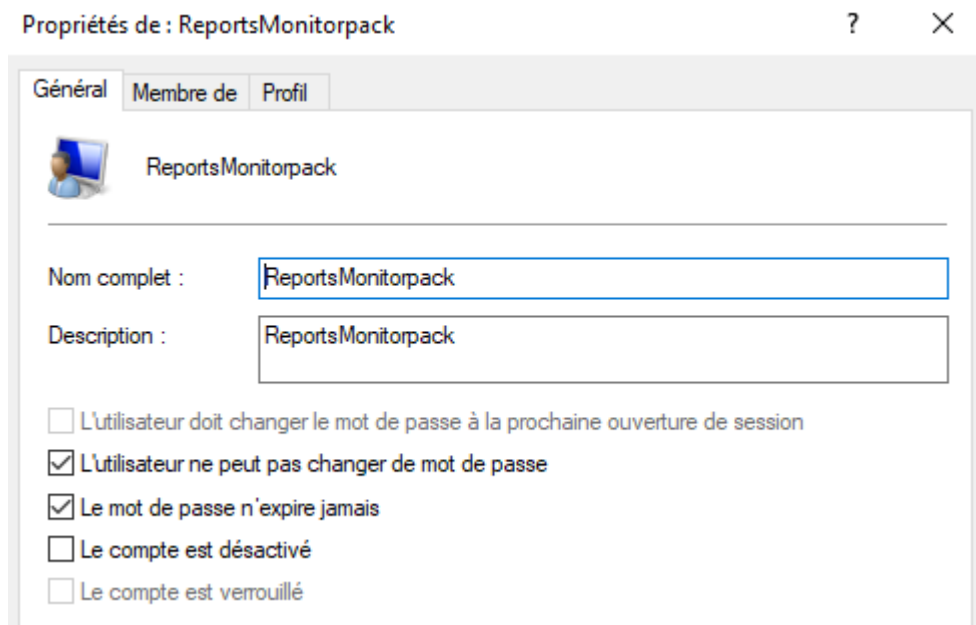 Propriétés de : ReportsMonitorpack ? ×
Général Membre de Profil
ReportsMonitorpack
Nom complet : ReportsMonitorpack
Description : ReportsMonitorpack
L'utilisateur doit changer le mot de passe à la prochaine ouverture de session
L'utilisateur ne peut pas changer de mot de passe
Le mot de passe n'expire jamais
Le compte est désactivé
Le compte est verrouillé